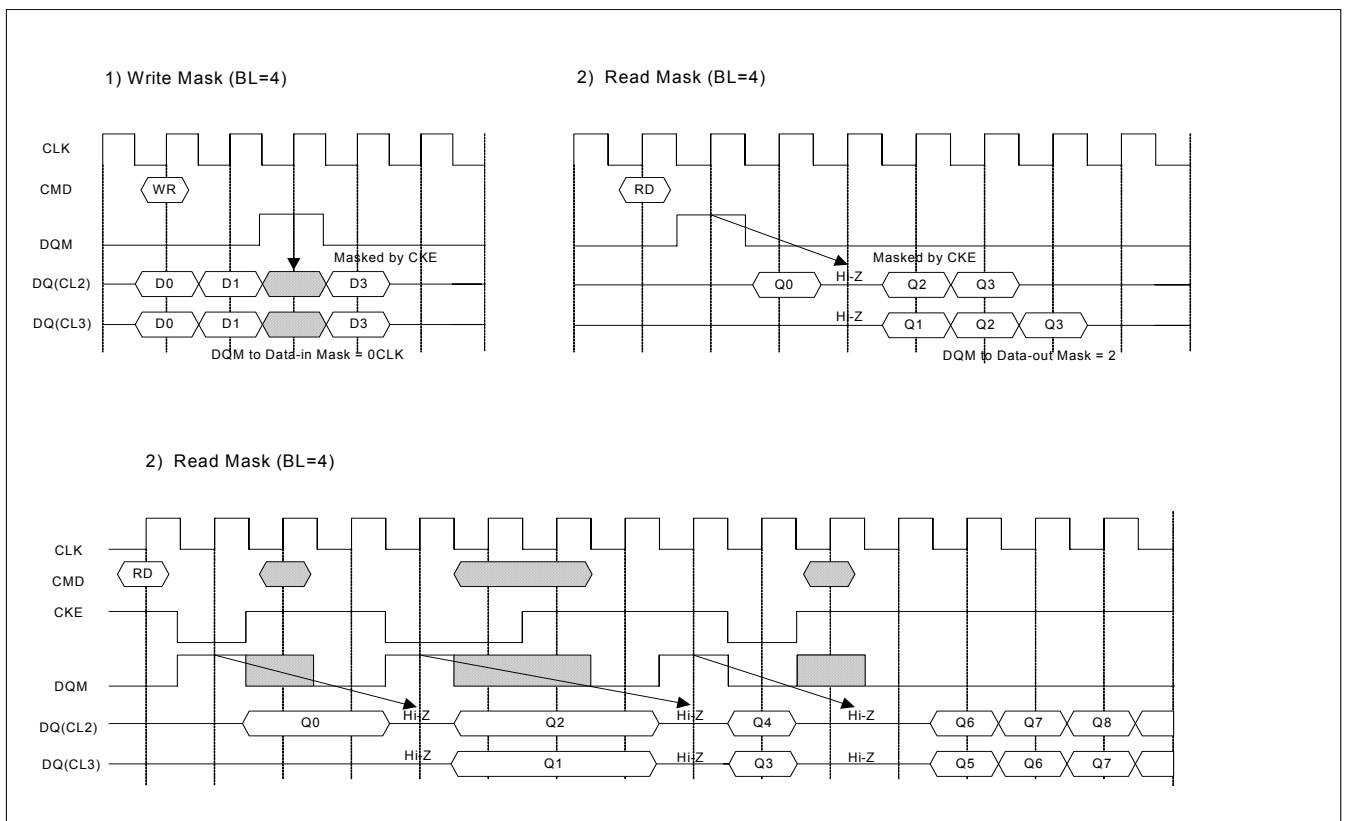 1) Write Mask (BL=4)
CLK
CMD
WR
DQM
Masked by CKE
DQ(CL2)
D0
D1
D3
DQ(CL3)
D0
D1
D3
DQM to Data-in Mask = 0CLK
2) Read Mask (BL=4)
RD
Masked by CKE
Q0
Hi-Z
Q2
Q3
Hi-Z
Q1
Q2
Q3
DQM to Data-out Mask = 2
2) Read Mask (BL=4)
CLK
CMD
RD
CKE
DQM
DQ(CL2)
Q0
Hi-Z
Q2
Hi-Z
Q4
Hi-Z
Q6
Q7
Q8
DQ(CL3)
Hi-Z
Q1
Hi-Z
Q3
Hi-Z
Q5
Q6
Q7